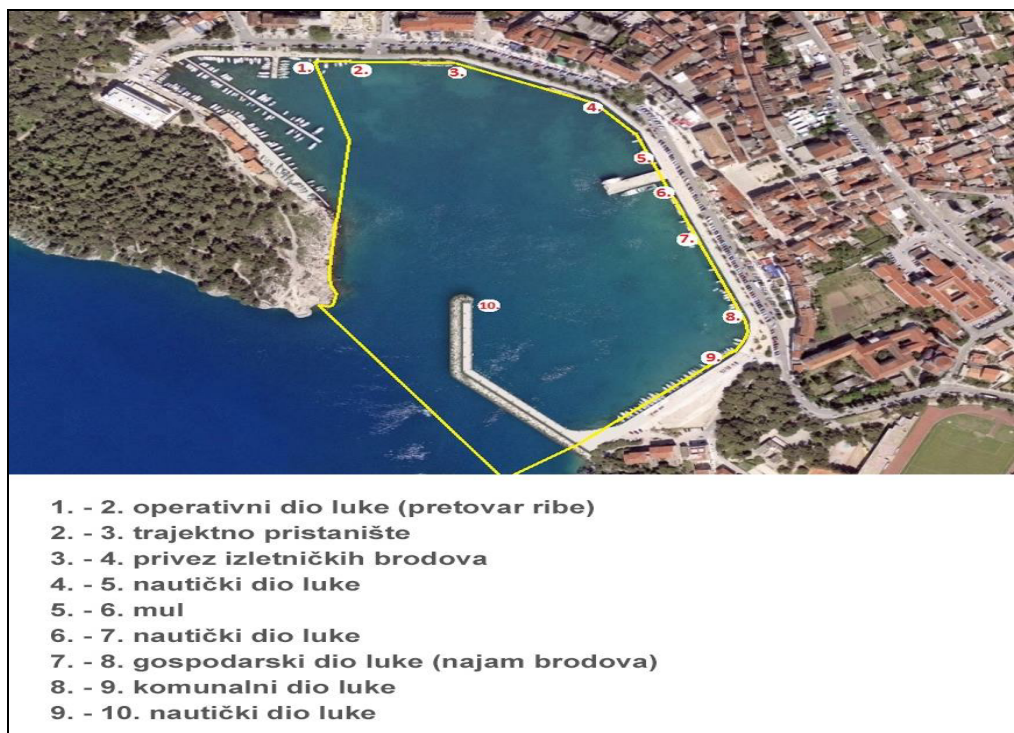 1.
2.
3.
4.
5.
6.
7.
8.
9.
10.
1. - 2. operativni dio luke (pretovar ribe)
2. - 3. trajektno pristanište
3. - 4. privez izletničkih brodova
4. - 5. nautički dio luke
5. - 6. mul
6. - 7. nautički dio luke
7. - 8. gospodarski dio luke (najam brodova)
8. - 9. komunalni dio luke
9. - 10. nautički dio luke